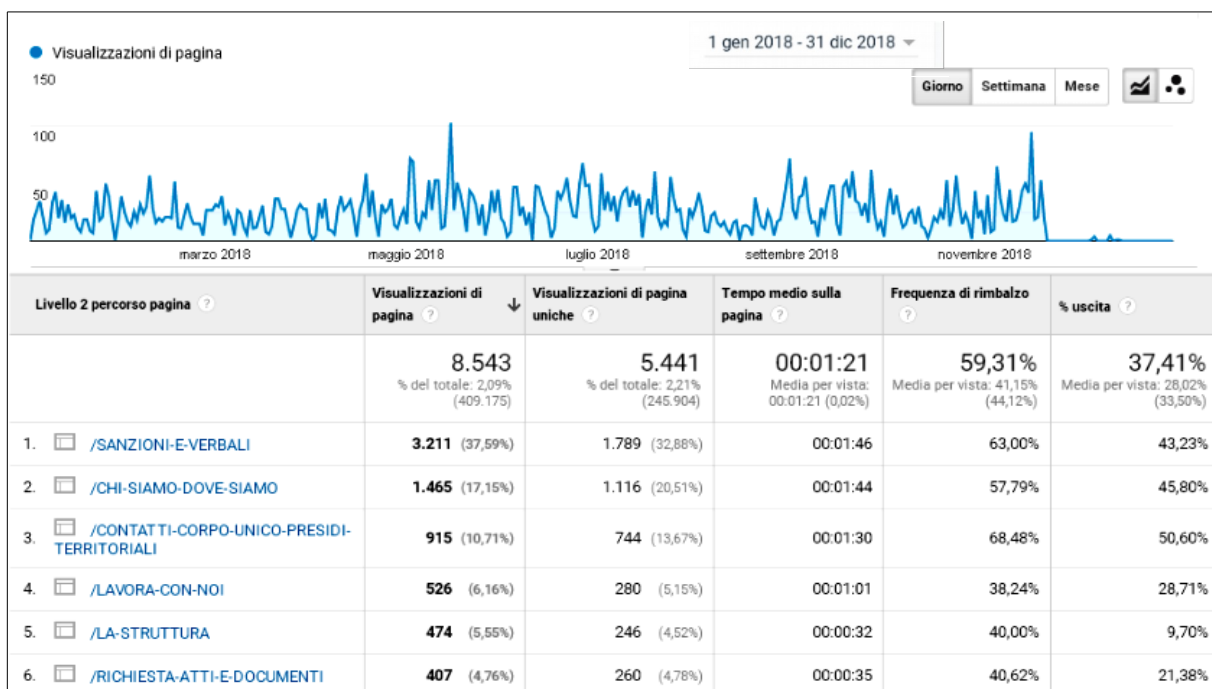 Visualizzazioni di pagina
1 gen 2018 - 31 dic 2018
150
Giorno Settimana Mese
100
50
marzo 2018 maggio 2018 luglio 2018 settembre 2018 novembre 2018
Livello 2 percorso pagina ? Visualizzazioni di pagina ? Visualizzazioni di pagina uniche ? Tempo medio sulla pagina ? Frequenza di rimbalzo ? % uscita ?
8.543 5.441 00:01:21 59,31% 37,41%
% del totale: 2,09% % del totale: 2,21% Media per vista: Media per vista: 41,15% Media per vista: 28,02%
(409.175) (245.904) 00:01:21 (0,02%) (44,12%) (33,50%)
1. /SANZIONI-E-VERBALI 3.211 (37,59%) 1.789 (32,88%) 00:01:46 63,00% 43,23%
2. /CHI-SIAMO-DOVE-SIAMO 1.465 (17,15%) 1.116 (20,51%) 00:01:44 57,79% 45,80%
3. /CONTATTI-CORPO-UNICO-PRESIDI-
TERRITORIALI 915 (10,71%) 744 (13,67%) 00:01:30 68,48% 50,60%
4. /LAVORA-CON-NOI 526 (6,16%) 280 (5,15%) 00:01:01 38,24% 28,71%
5. /LA-STRUTTURA 474 (5,55%) 246 (4,52%) 00:00:32 40,00% 9,70%
6. /RICHIESTA-ATTI-E-DOCUMENTI 407 (4,76%) 260 (4,78%) 00:00:35 40,62% 21,38%